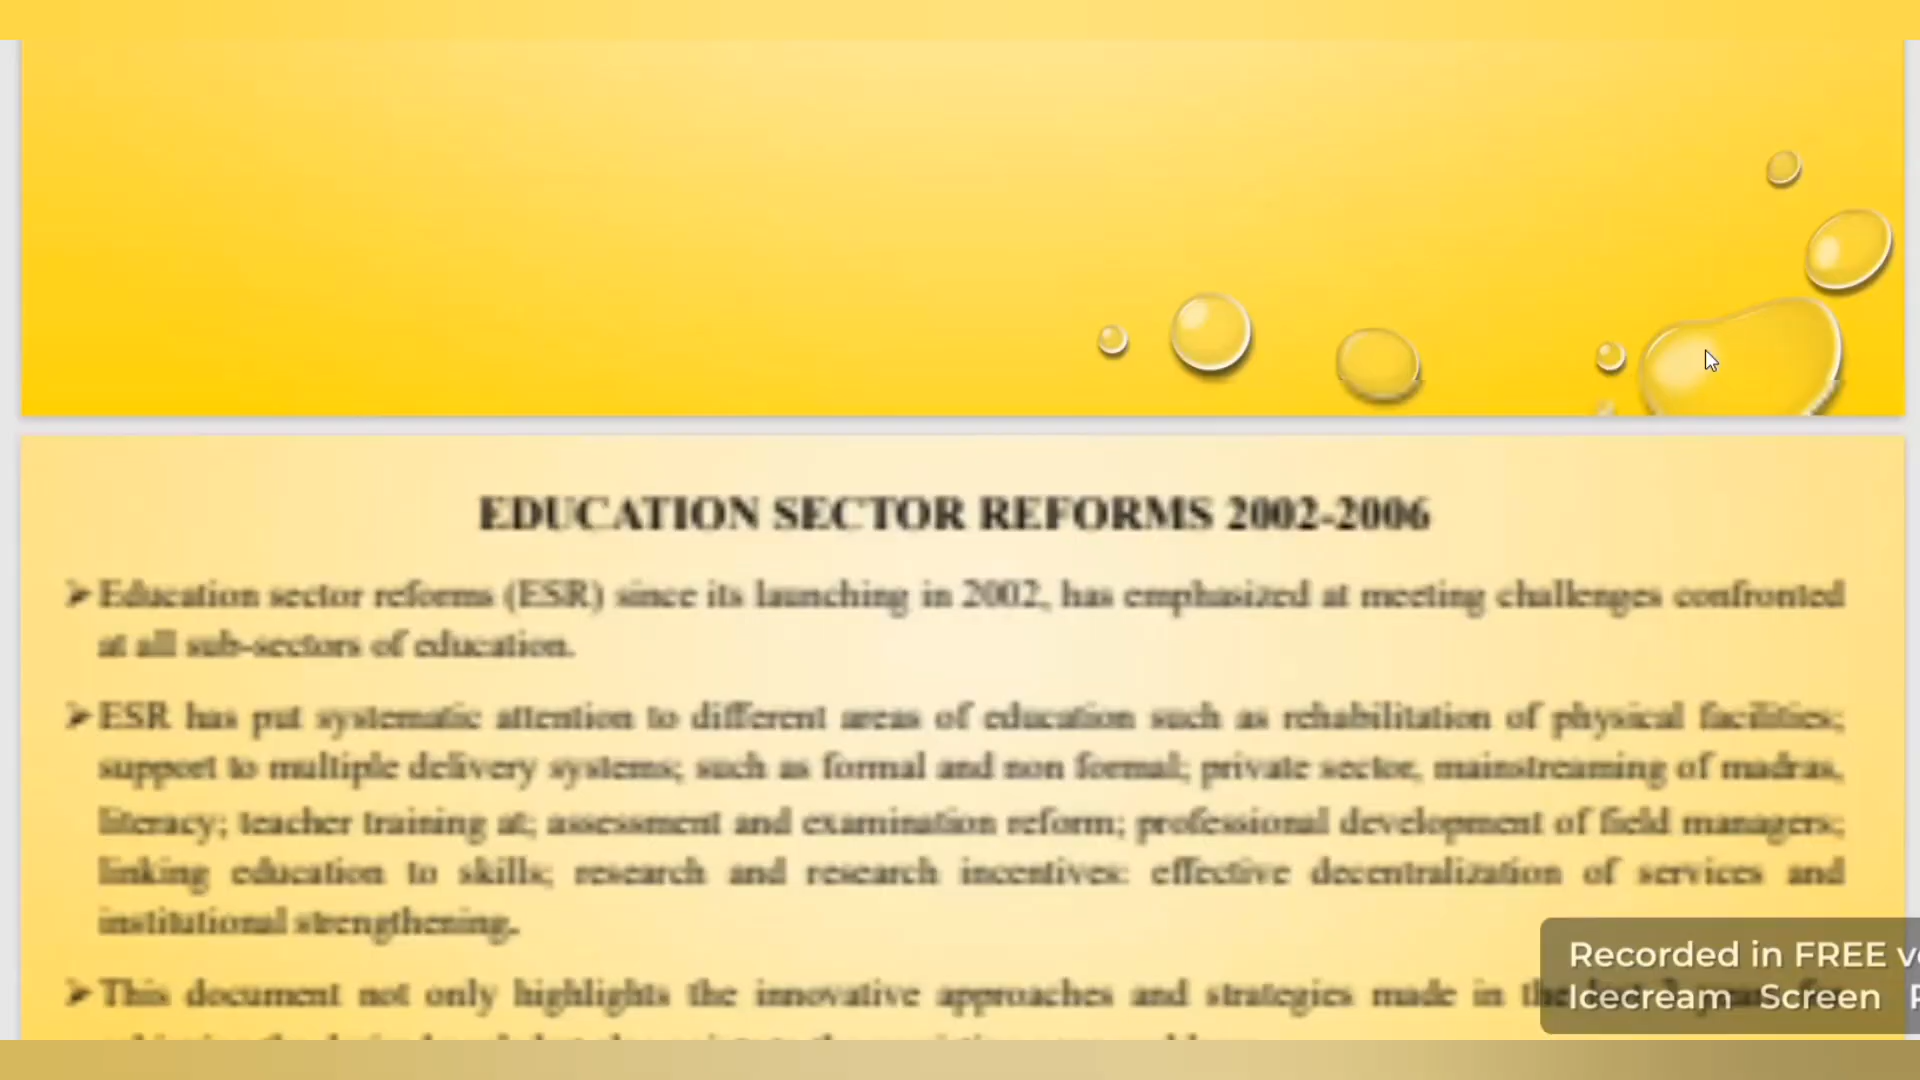 EDUCATION SECTOR REFORMS 2002-2006
➢ Education sector reforms (ESR) since its launching in 2002, has emphasized at meeting challenges confronted
at all sub-sectors of education.
➢ ESR has put systematic attention to different areas of education such as rehabilitation of physical facilities;
support to multiple delivery systems; such as formal and non formal; private sector, mainstreaming of madras,
literacy; teacher training at; assessment and examination reform; professional development of field managers;
linking education to skills; research and research incentives: effective decentralization of services and
institutional strengthening.
➢ This document not only highlights the innovative approaches and strategies made in the
Recorded in FREE
Icecream Screen